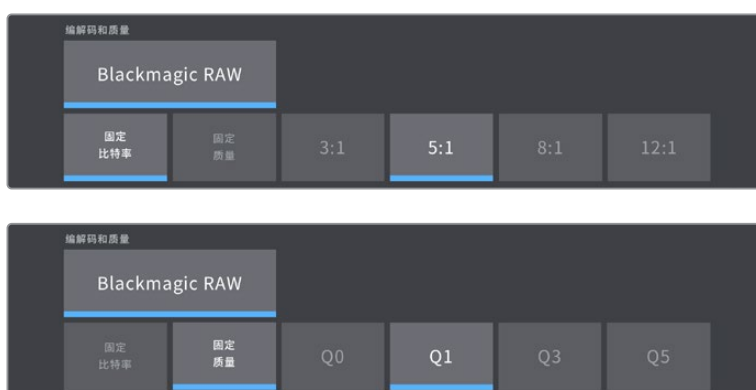 编解码和质量
Blackmagic RAW
固定
比特率
固定
质量
3:1
5:1
8:1
12:1
编解码和质量
Blackmagic RAW
固定
比特率
固定
质量
Q0
Q1
Q3
Q5